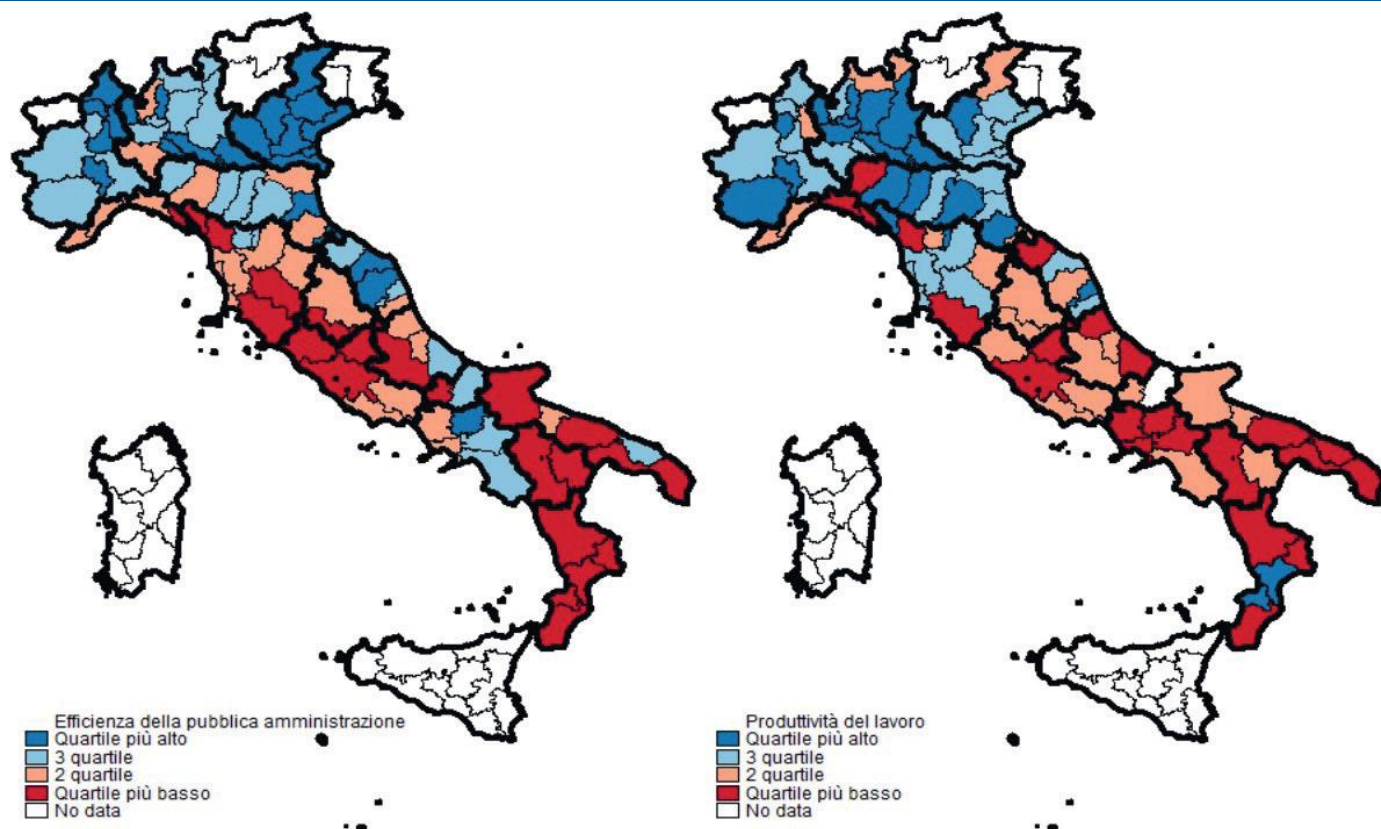 Efficienza della pubblica amministrazione
Quartile più alto
3 quartile
2 quartile
Quartile più basso
No data
Produttività del lavoro
Quartile più alto
3 quartile
2 quartile
Quartile più basso
No data